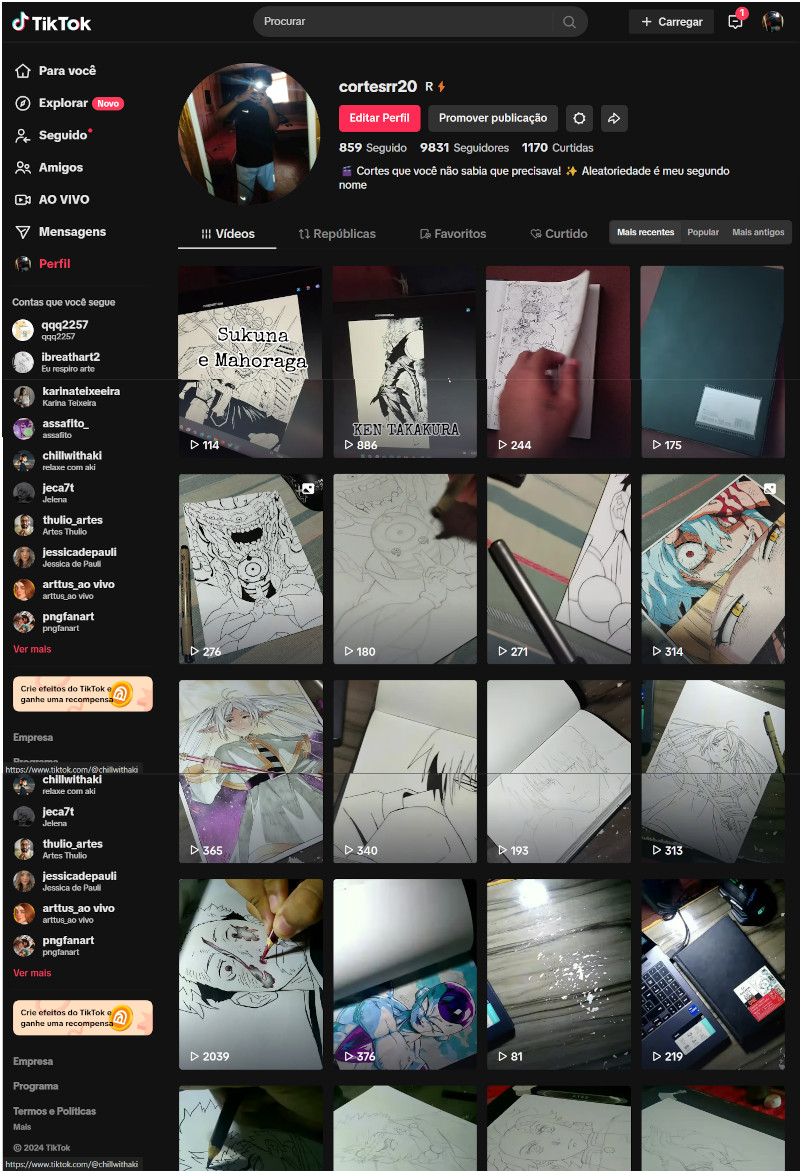 TikTok
Procurar
Carregar
1
Para você
Explorar Novo
Seguido
Amigos
AO VIVO
Mensagens
Perfil
Contas que você segue
qqq2257
qqq2257
ibreathart2
Eu respiro arte
karinateixeeira
Karina Teixeira
assafito_
assafito
chillwithaki
relaxe com aki
jeca7t
Jelena
thulio_artes
Artes Thulio
jessicadepauli
Jessica de Pauli
arttus_ao vivo
arttus_ao vivo
pngfanart
pngfanart
Ver mais
Crie efeitos do TikTok e
ganhe uma recompensa
Empresa
Programa
https://www.tiktok.com/@chillwithaki
chillwithaki
relaxe com aki
jeca7t
Jelena
thulio_artes
Artes Thulio
jessicadepauli
Jessica de Pauli
arttus_ao vivo
arttus_ao vivo
pngfanart
pngfanart
Ver mais
Crie efeitos do TikTok e
ganhe uma recompensa
Empresa
Programa
Termos e Políticas
Mais
© 2024 TikTok
https://www.tiktok.com/@chillwithaki
cortesrr20 R
Editar Perfil
Promover publicação
859 Seguido 9831 Seguidores 1170 Curtidas
Cortes que você não sabia que precisava! ✨ Aleatoriedade é meu segundo
nome
Vídeos
Repúblicas
Favoritos
Curtido
Mais recentes Popular Mais antigos
Sukuna
e Mahoraga
114
KEN TAKAKURA
886
244
175
276
180
271
314
365
340
193
313
2039
376
81
219